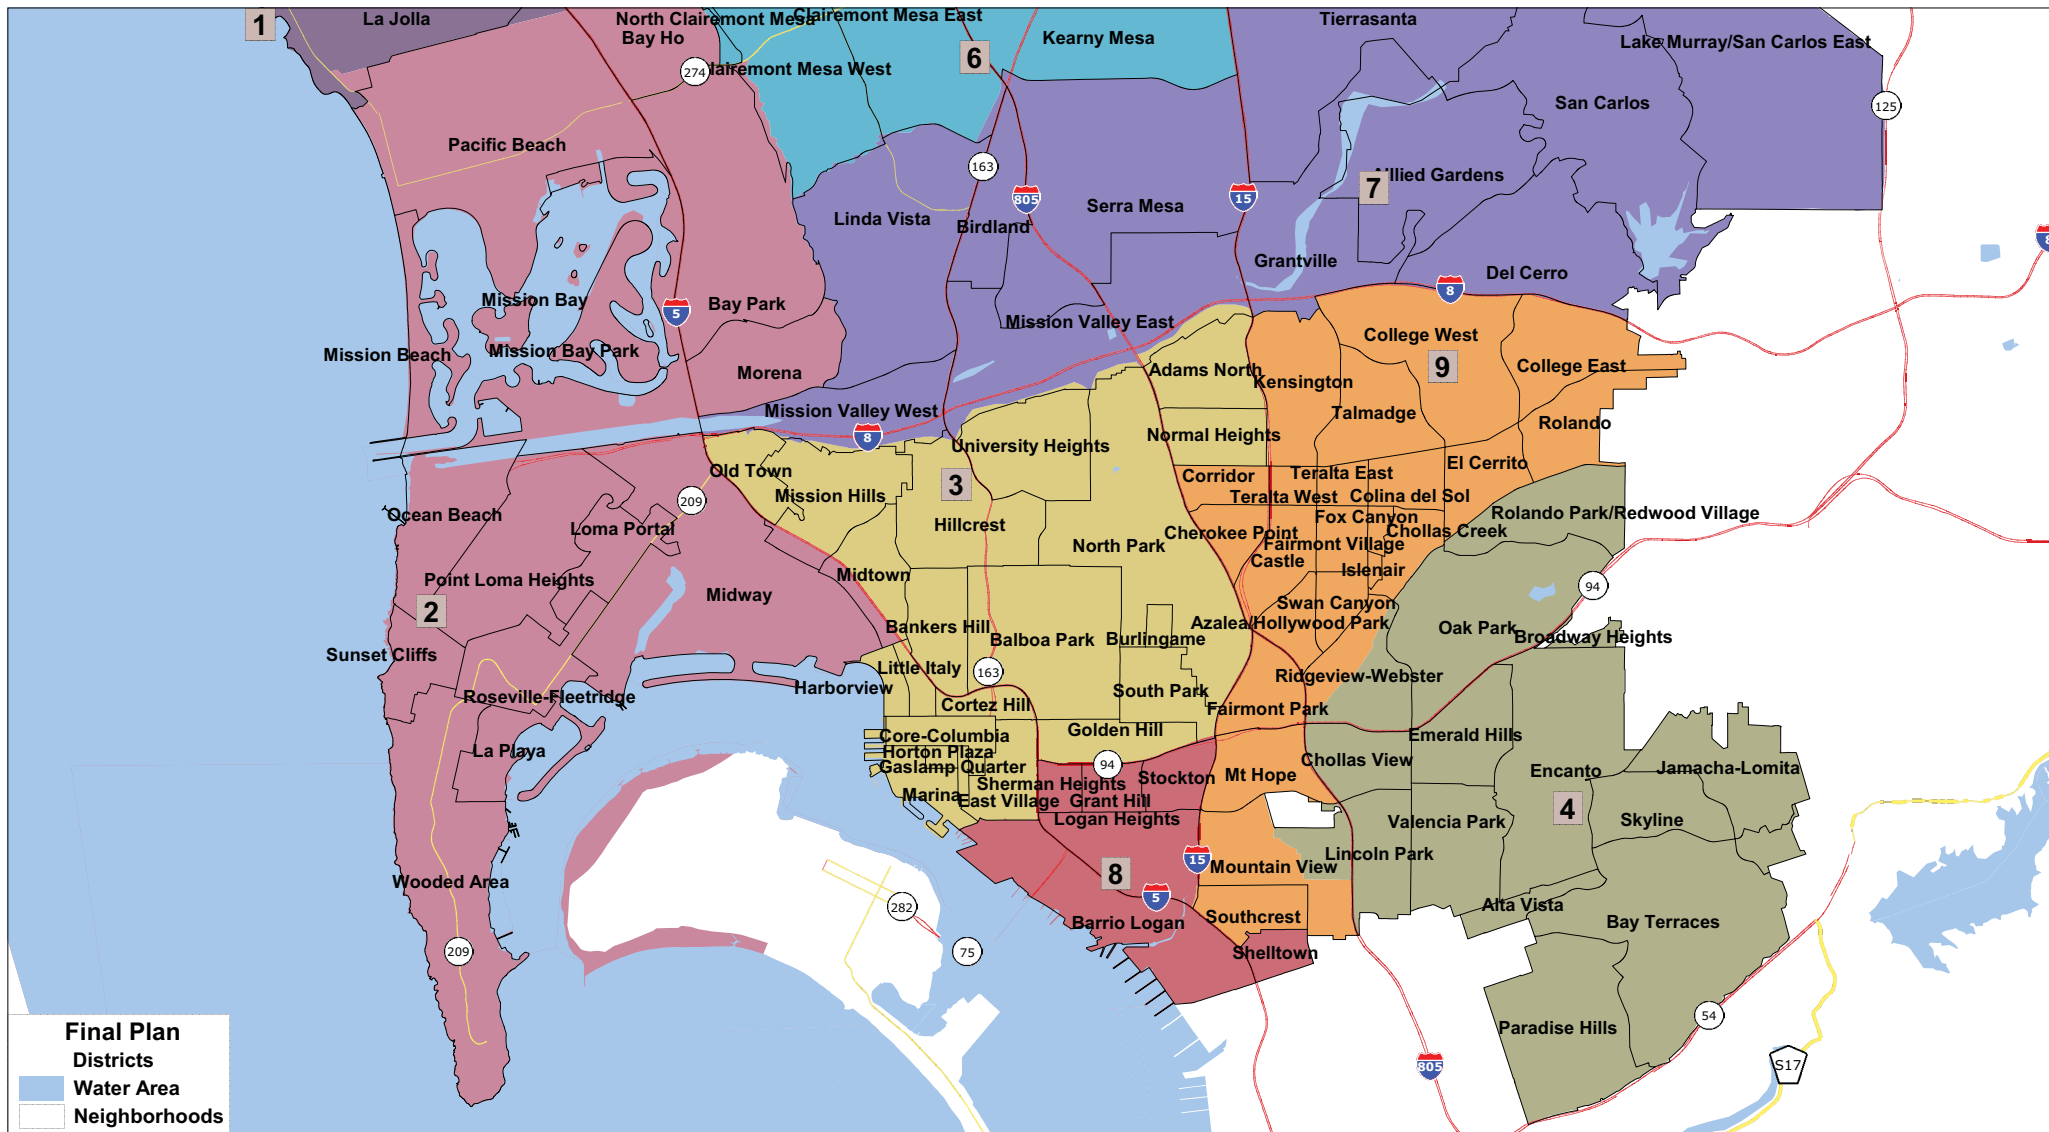 La Jolla
North Clairemont Mesa
Clairemont Mesa East
Tierrasanta
1
Bay Ho
Kearny Mesa
Lake Murray/San Carlos East
6
274
lairemont Mesa West
San Carlos
125
Pacific Beach
163
Allied Gardens
7
805
15
Serra Mesa
Linda Vista
Birdland
8
Grantville
Del Cerro
8
Mission Bay
Bay Park
5
Mission Valley East
College West
Mission Beach
Mission Bay Park
9
College East
Morena
Adams North
Kensington
Mission Valley West
Talmadge
Rolando
8
Normal Heights
University Heights
Old Town
El Cerrito
Corridor
Teralta East
3
Mission Hills
Teralta West
Colina del Sol
209
Ocean Beach
Loma Portal
Hillcrest
Rolando Park/Redwood Village
Fox Canyon
Cherokee Point
Chollas Creek
North Park
Fairmont Village
Castle
Islenair
Midtown
Point Loma Heights
94
Midway
2
Swan Canyon
Bankers Hill
Azalea/Hollywood Park
Oak Park
Balboa Park
Burlingame
Broadway Heights
Sunset Cliffs
Little Italy
163
Ridgeview-Webster
Harborview
Roseville-Fleetridge
South Park
Cortez Hill
Fairmont Park
Golden Hill
Core-Columbia
Emerald Hills
La Playa
Horton Plaza
Chollas View
94
Gaslamp Quarter
Stockton
Mt Hope
Encanto
Jamacha-Lomita
Sherman Heights
Marina
East Village
Grant Hill
4
Logan Heights
Valencia Park
Skyline
15
Lincoln Park
Mountain View
8
Wooded Area
5
282
Alta Vista
Southcrest
Barrio Logan
Bay Terraces
209
75
Shelltown
54
Paradise Hills
805
S17
Final Plan
Districts
Water Area
Neighborhoods